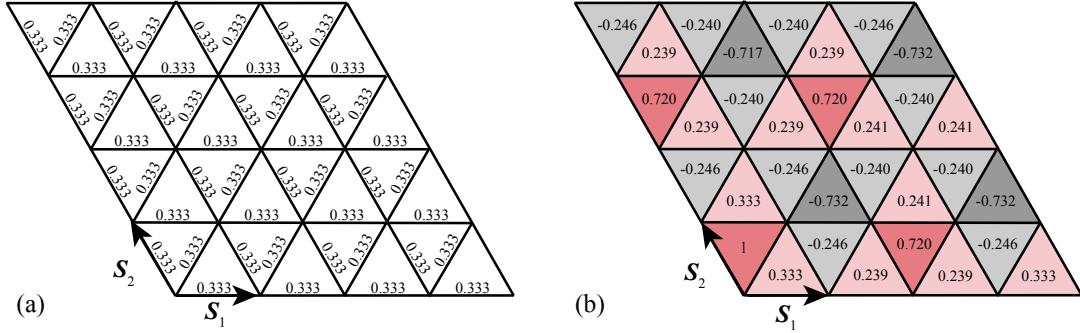 0.333 0.333 0.333 0.333 0.333 0.333 0.333 0.333
0.333 0.333 0.333 0.333
0.333 0.333 0.333 0.333 0.333 0.333 0.333 0.333
0.333 0.333 0.333 0.333
0.333 0.333 0.333 0.333 0.333 0.333 0.333 0.333
0.333 0.333 0.333 0.333
0.333 0.333 0.333 0.333 0.333 0.333 0.333 0.333
0.333 0.333 0.333 0.333
S2
S1
(a)
-0.246 -0.240 -0.240 -0.246
0.239 -0.717 0.239 -0.732
0.720 -0.240 0.720 -0.240
0.239 0.239 0.241 0.241
-0.246 -0.246 -0.240 -0.240
0.333 -0.732 0.241 -0.732
1 -0.246 0.720 -0.246
0.333 0.239 0.239 0.333
S2
S1
(b)